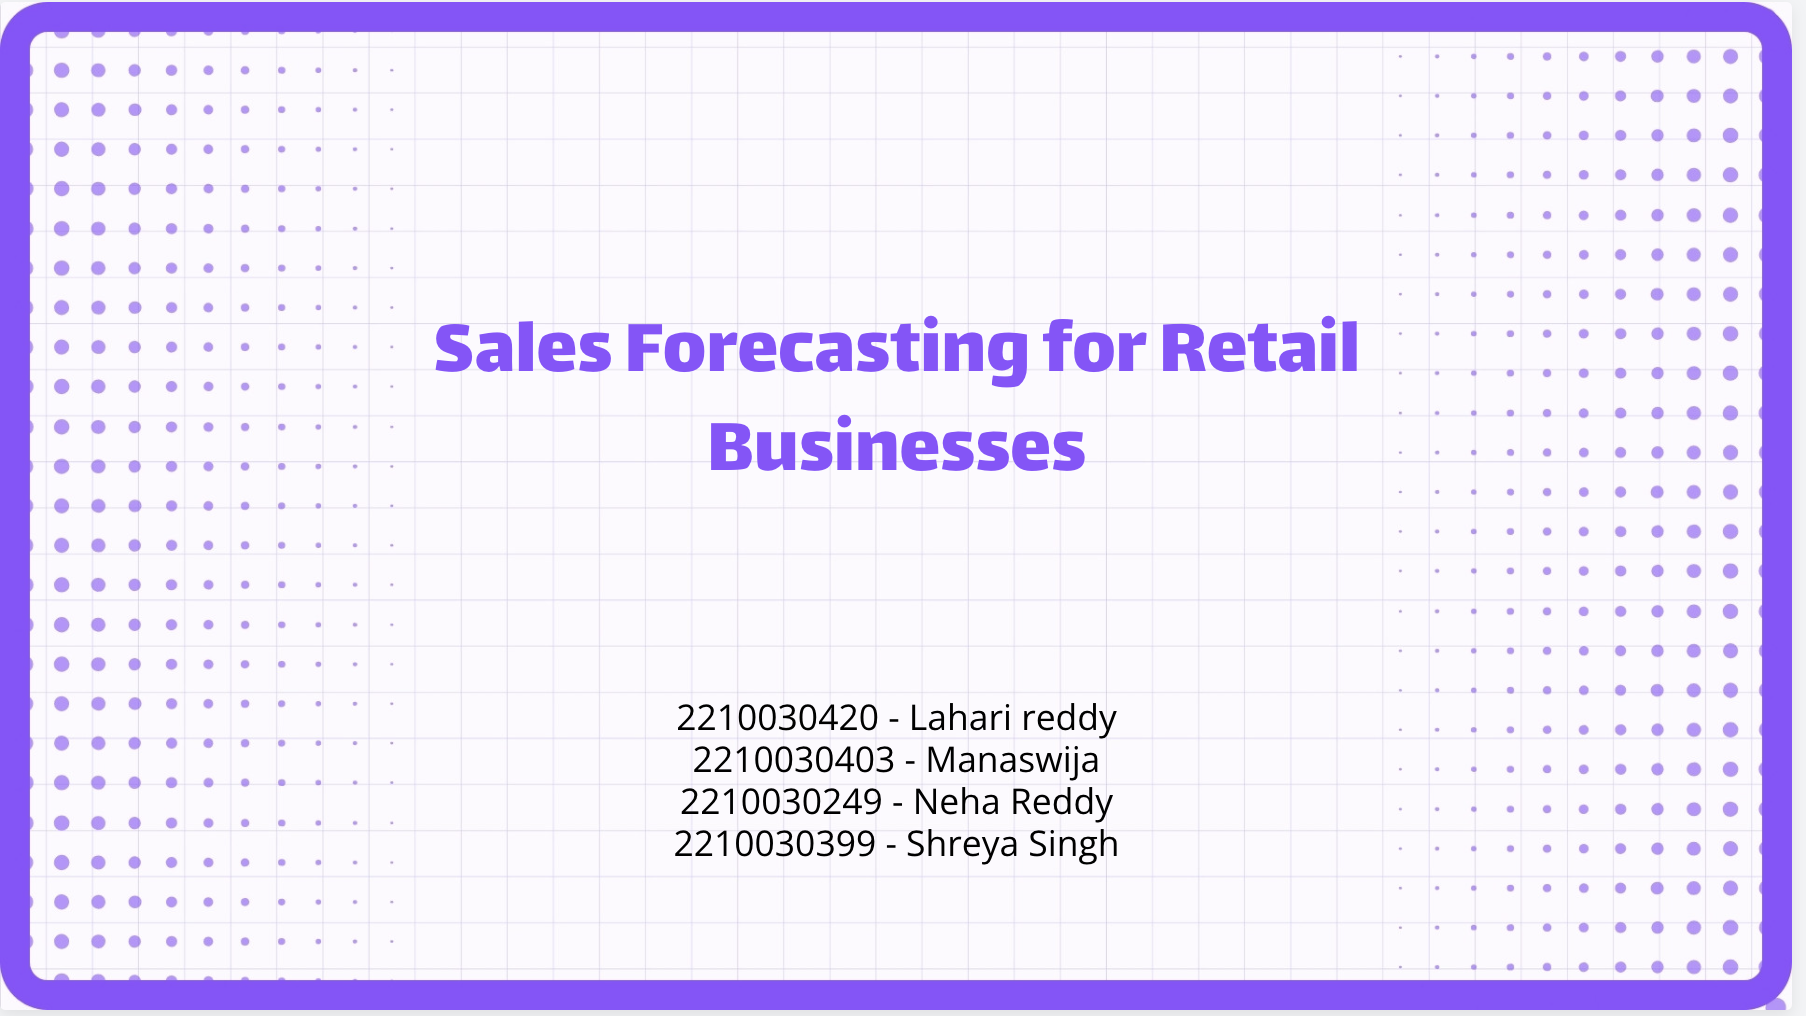 Sales Forecasting for Retail
Businesses
2210030420 - Lahari reddy
2210030403 - Manaswija
2210030249 - Neha Reddy
2210030399 - Shreya Singh